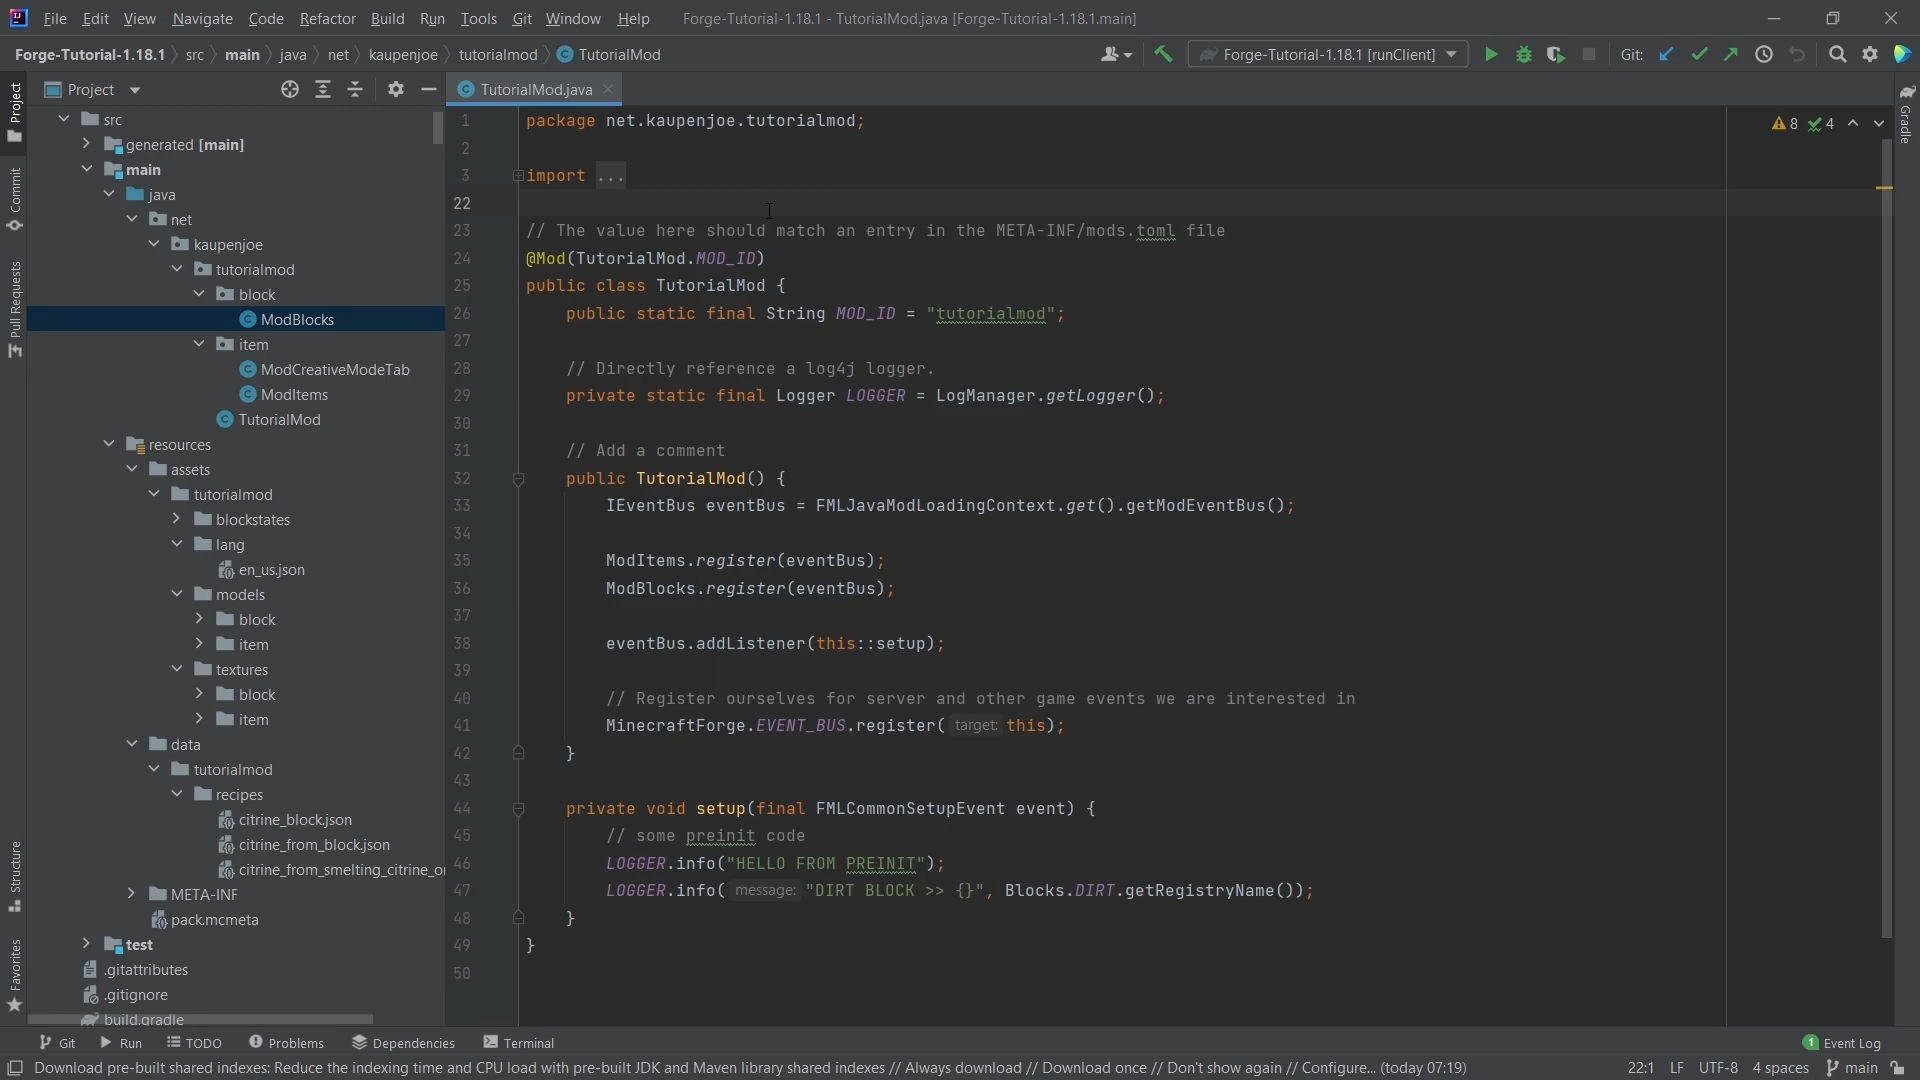 File Edit View Navigate Code Refactor Build Run Tools Git Window Help Forge-Tutorial-1.18.1 - TutorialMod.java [Forge-Tutorial-1.18.1.main]
Forge-Tutorial-1.18.1 src main java net kaupenjoe tutorialmod TutorialMod Forge-Tutorial-1.18.1 [runClient] Git:
Project
Commit
Pull Requests
Structure
Favorites
Project
src
generated [main]
main
java
net
kaupenjoe
tutorialmod
block
ModBlocks
item
ModCreativeModeTab
ModItems
TutorialMod
resources
assets
tutorialmod
blockstates
lang
en_us.json
models
block
item
textures
block
item
data
tutorialmod
recipes
citrine_block.json
citrine_from_block.json
citrine_from_smelting_citrine_or
META-INF
pack.mcmeta
test
.gitattributes
.gitignore
build.gradle
TutorialMod.java
8 4
1 package net.kaupenjoe.tutorialmod;
2
3 import ...
22
23 // The value here should match an entry in the META-INF/mods.toml file
24 @Mod(TutorialMod.MOD_ID)
25 public class TutorialMod {
26 public static final String MOD_ID = "tutorialmod";
27
28 // Directly reference a log4j logger.
29 private static final Logger LOGGER = LogManager.getLogger();
30
31 // Add a comment
32 public TutorialMod() {
33 IEventBus eventBus = FMLJavaModLoadingContext.get().getModEventBus();
34
35 ModItems.register(eventBus);
36 ModBlocks.register(eventBus);
37
38 eventBus.addListener(this::setup);
39
40 // Register ourselves for server and other game events we are interested in
41 MinecraftForge.EVENT_BUS.register( target: this);
42 }
43
44 private void setup(final FMLCommonSetupEvent event) {
45 // some preinit code
46 LOGGER.info("HELLO FROM PREINIT");
47 LOGGER.info( message: "DIRT BLOCK >> {}", Blocks.DIRT.getRegistryName());
48 }
49 }
50
Gradle
Git Run TODO Problems Dependencies Terminal 1 Event Log
Download pre-built shared indexes: Reduce the indexing time and CPU load with pre-built JDK and Maven library shared indexes // Always download // Download once // Don't show again // Configure... (today 07:19) 22:1 LF UTF-8 4 spaces main